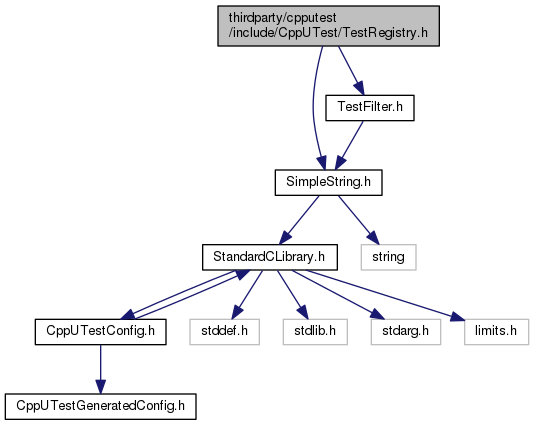 thirdparty/cpputest
/include/CppUTest/TestRegistry.h
TestFilter.h
SimpleString.h
StandardCLibrary.h
string
CppUTestConfig.h
stddef.h
stdlib.h
stdarg.h
limits.h
CppUTestGeneratedConfig.h